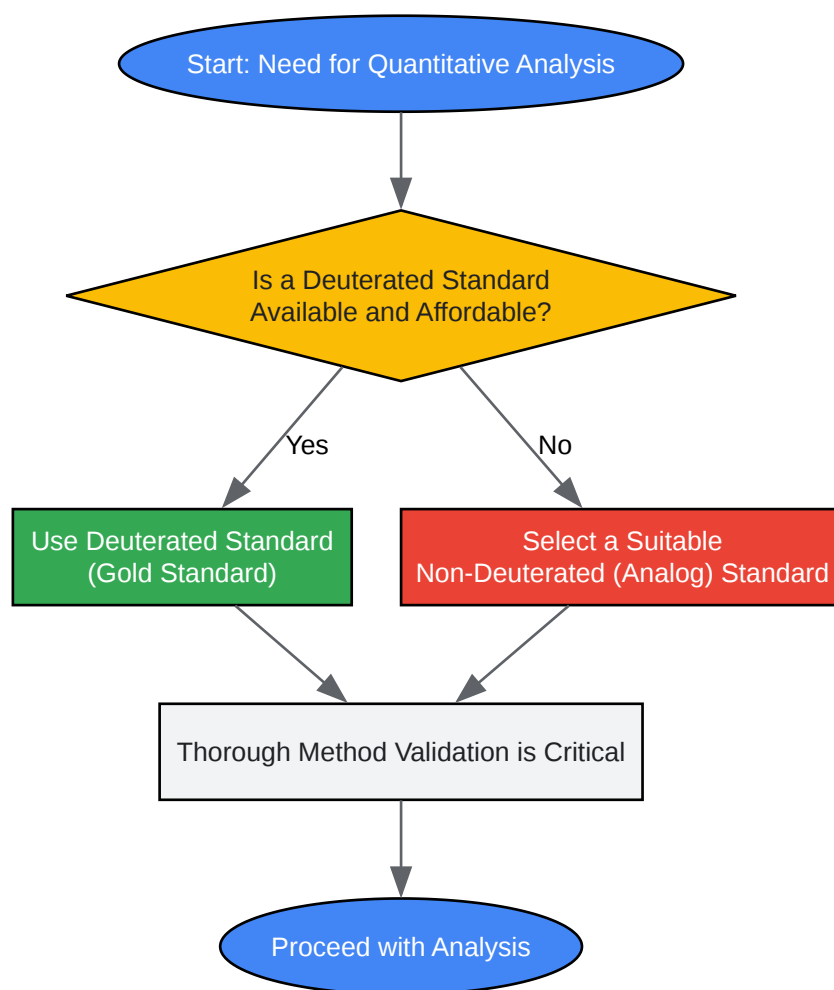 Start: Need for Quantitative Analysis
Is a Deuterated Standard
Available and Affordable?
Yes
No
Use Deuterated Standard
(Gold Standard)
Select a Suitable
Non-Deuterated (Analog) Standard
Thorough Method Validation is Critical
Proceed with Analysis